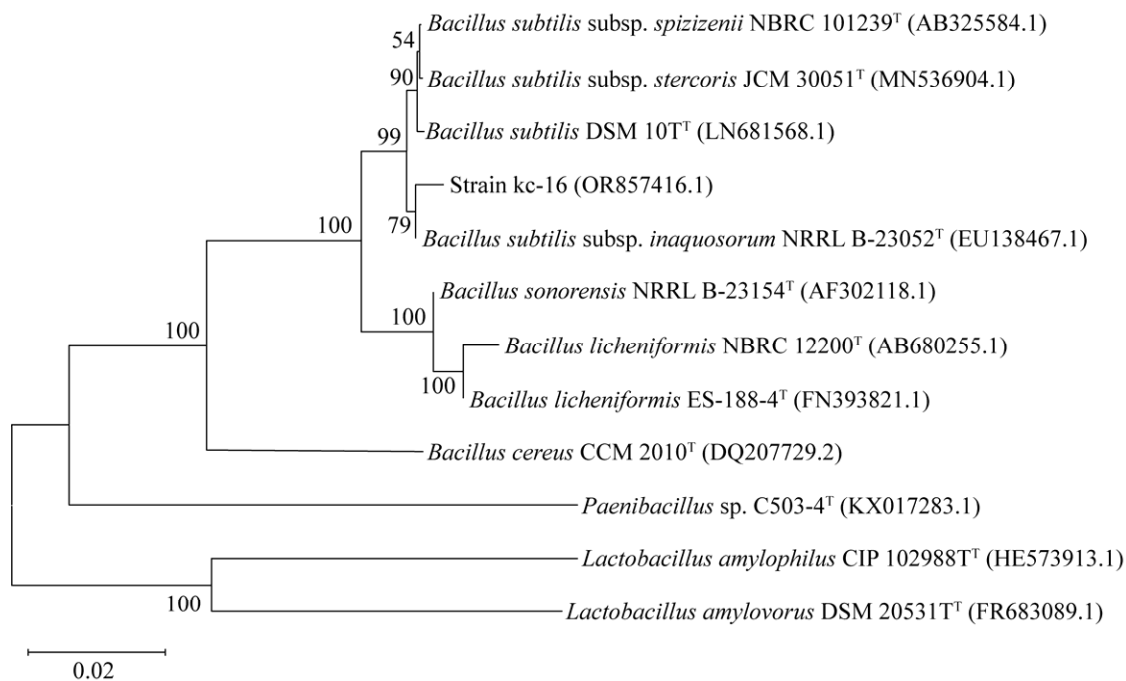 Bacillus subtilis subsp. spizizenii NBRC 101239ᵀ (AB325584.1)
54
Bacillus subtilis subsp. stercoris JCM 30051ᵀ (MN536904.1)
90
Bacillus subtilis DSM 10Tᵀ (LN681568.1)
99
Strain kc-16 (OR857416.1)
79
100
Bacillus subtilis subsp. inaquosorum NRRL B-23052ᵀ (EU138467.1)
Bacillus sonorensis NRRL B-23154ᵀ (AF302118.1)
100
100
Bacillus licheniformis NBRC 12200ᵀ (AB680255.1)
100
Bacillus licheniformis ES-188-4ᵀ (FN393821.1)
Bacillus cereus CCM 2010ᵀ (DQ207729.2)
Paenibacillus sp. C503-4ᵀ (KX017283.1)
Lactobacillus amylophilus CIP 102988Tᵀ (HE573913.1)
100
Lactobacillus amylovorus DSM 20531Tᵀ (FR683089.1)
0.02